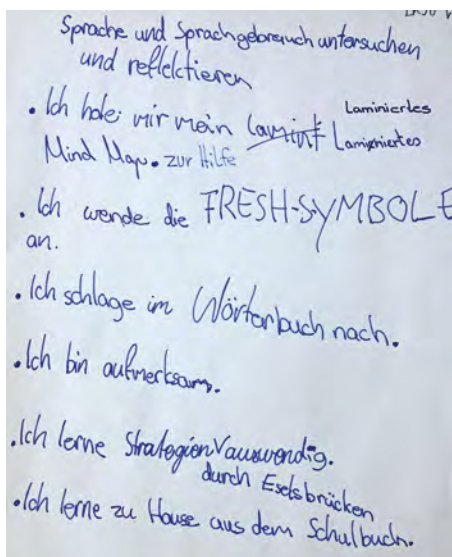 Sprache und Sprachgebrauch untersuchen
und reflektieren
Laminiertes
• Ich hole mir mein Lamint Laminiertes
Mind Map. zur Hilfe
• Ich wende die FRESH-SYMBOLE
an.
• Ich schlage im Wörterbuch nach.
• Ich bin aufmerksam.
• Ich lerne Strategien auswendig.
durch Eselsbrücken
• Ich lerne zu Hause aus dem Schulbuch.